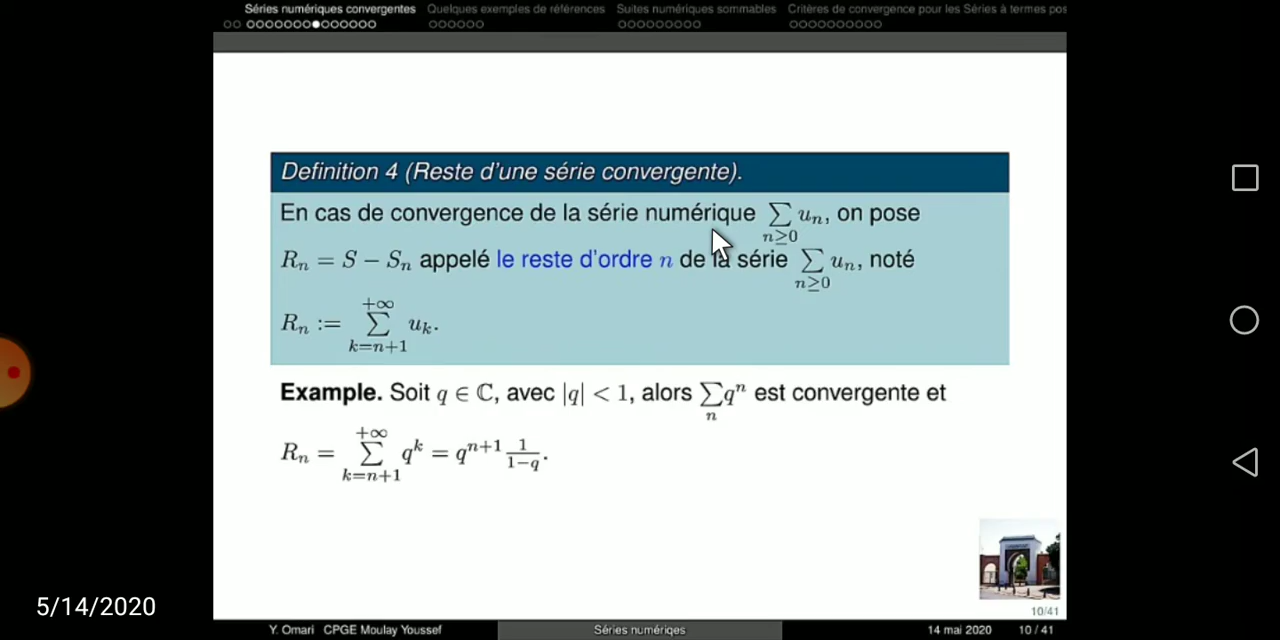 Séries numériques convergentes Quelques exemples de références Suites numériques sommables Critères de convergence pour les Séries à termes pos
Definition 4 (Reste d'une série convergente).
En cas de convergence de la série numérique ∑_{n≥0} u_n, on pose
R_n = S − S_n appelé le reste d'ordre n de la série ∑_{n≥0} u_n, noté
R_n := ∑_{k=n+1}^{+∞} u_k.
Example. Soit q ∈ ℂ, avec |q| < 1, alors ∑_n q^n est convergente et
R_n = ∑_{k=n+1}^{+∞} q^k = q^{n+1} \frac{1}{1−q}.
10/41
5/14/2020
Y. Omari CPGE Moulay Youssef Séries numériqes 14 mai 2020 10 / 41